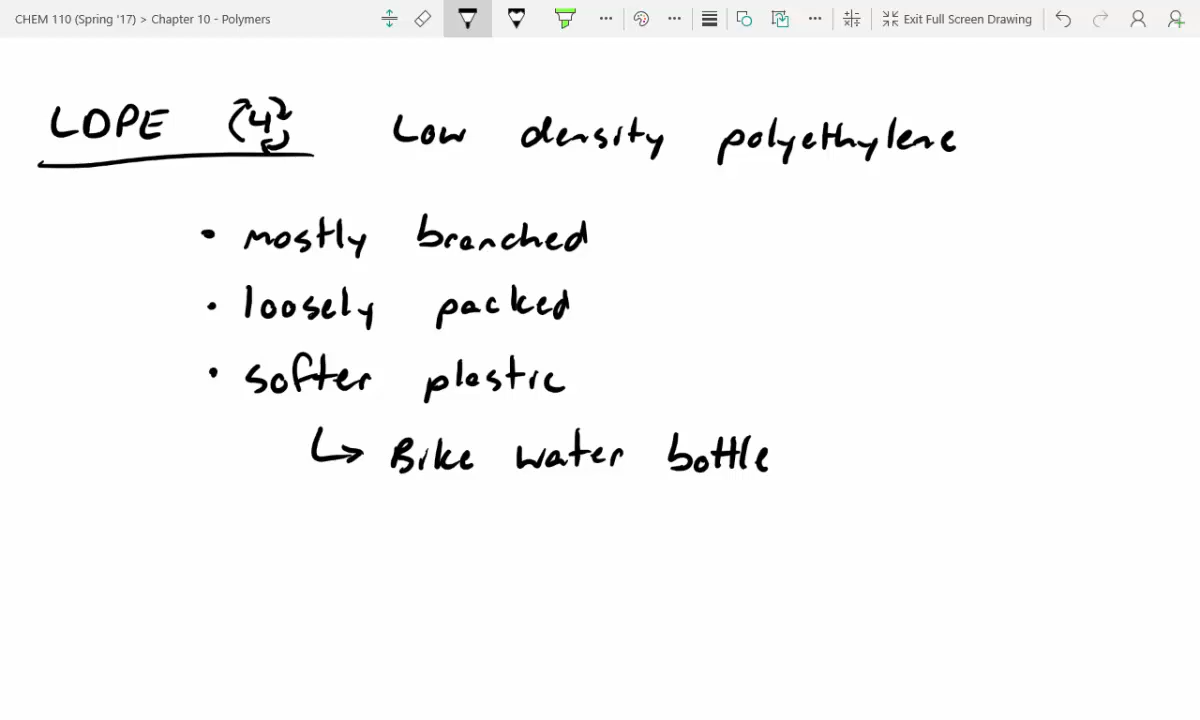 CHEM 110 (Spring '17) > Chapter 10 - Polymers
Exit Full Screen Drawing
LDPE 4 Low density polyethylene
• mostly branched
• loosely packed
• softer plastic
↳ Bike water bottle